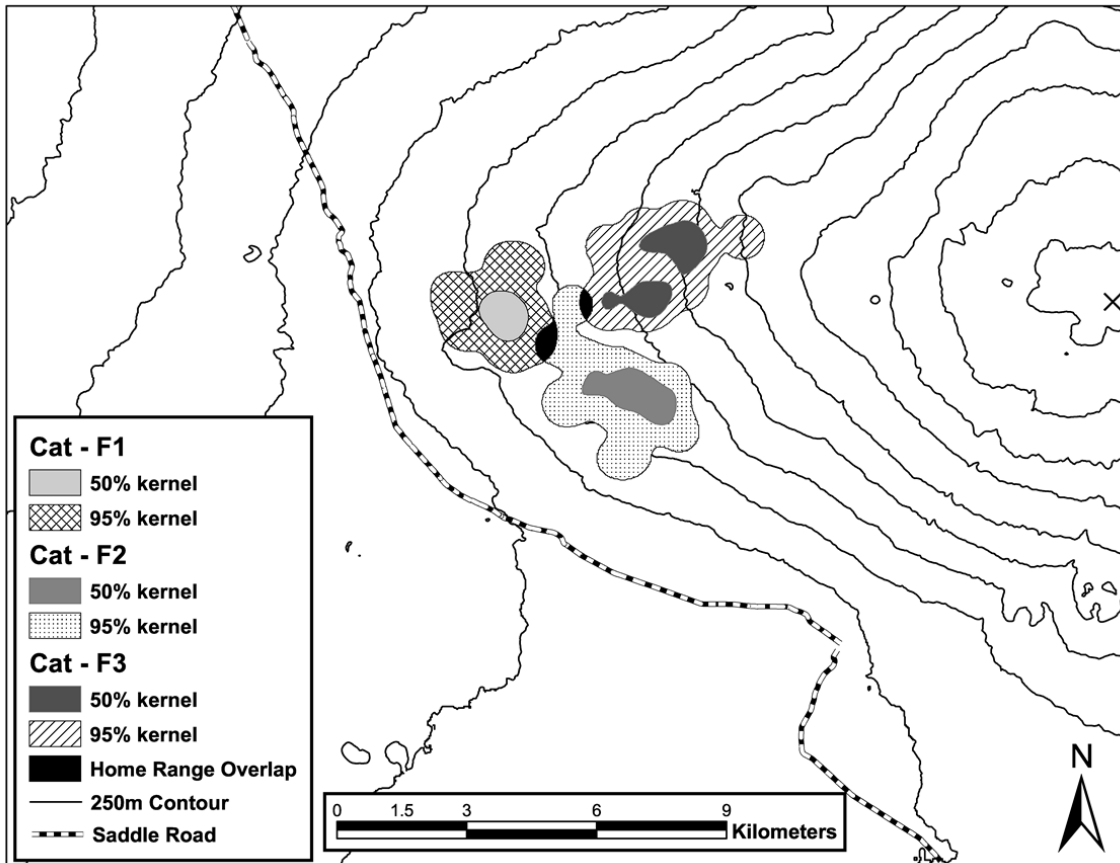 Cat - F1
50% kernel
95% kernel
Cat - F2
50% kernel
95% kernel
Cat - F3
50% kernel
95% kernel
Home Range Overlap
250m Contour
Saddle Road
0 1.5 3 6 9
Kilometers
N